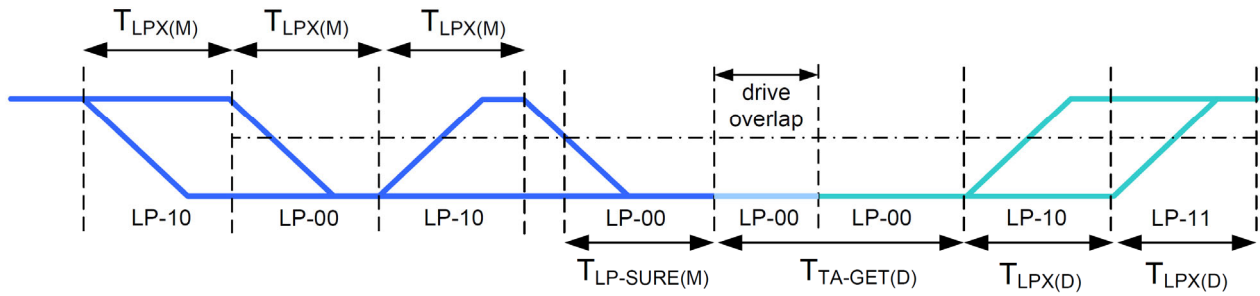 TLPX(M) TLPX(M) TLPX(M)
drive
overlap
LP-10 LP-00 LP-10 LP-00 LP-00 LP-00 LP-10 LP-11
TLP-SURE(M) TTA-GET(D) TLPX(D) TLPX(D)